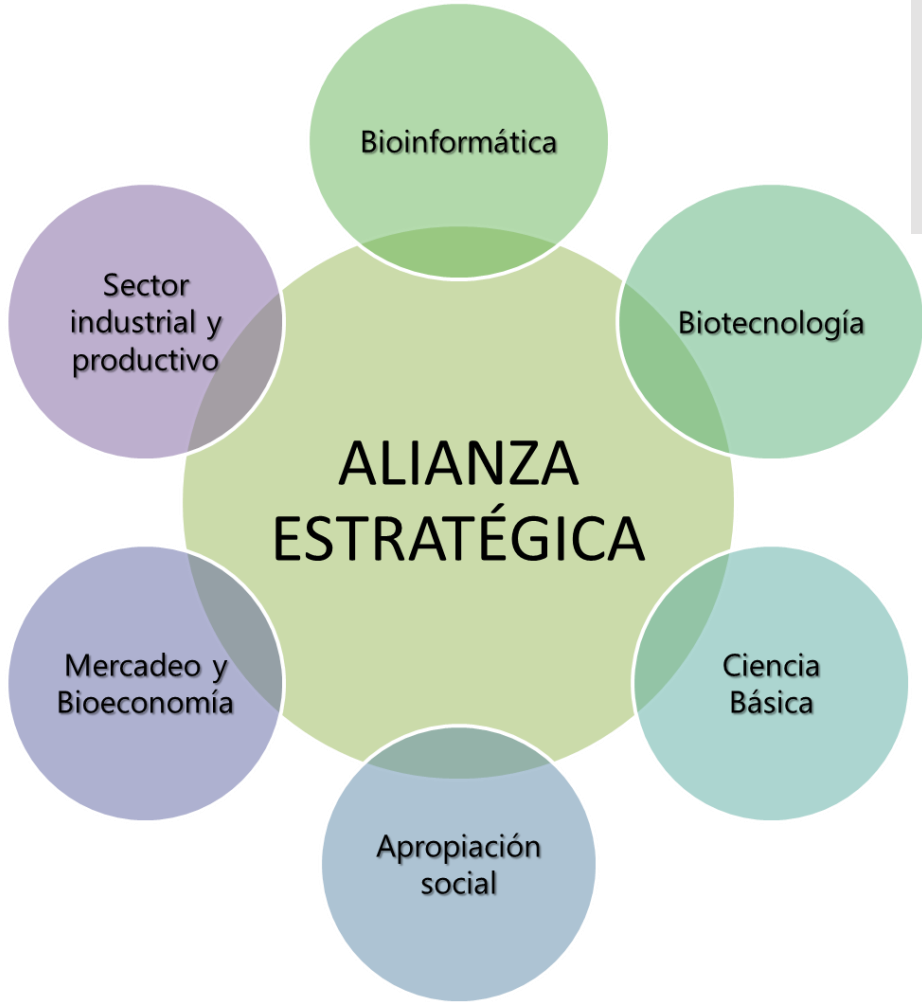 Bioinformática
Biotecnología
Ciencia
Básica
Apropiación
social
Mercadeo y
Bioeconomía
Sector
industrial y
productivo
ALIANZA
ESTRATÉGICA